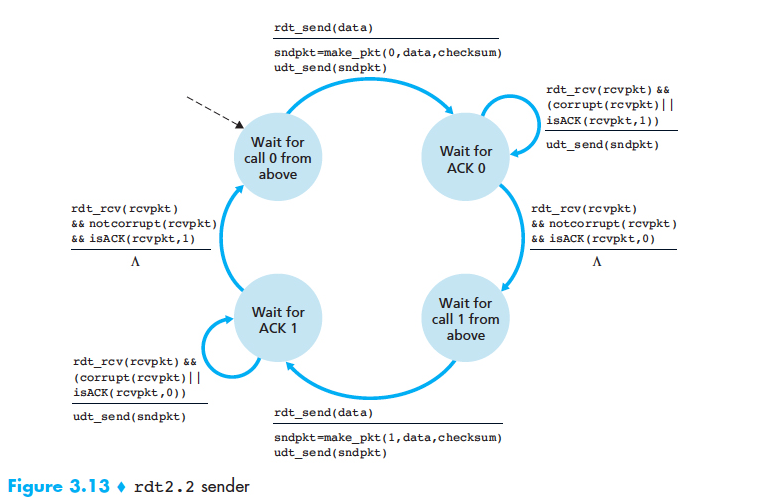 rdt_send(data)
sndpkt=make_pkt(0,data,checksum)
udt_send(sndpkt)
rdt_rcv(rcvpkt) &&
(corrupt(rcvpkt)||
isACK(rcvpkt,1))
udt_send(sndpkt)
Wait for
call 0 from
above
Wait for
ACK 0
rdt_rcv(rcvpkt)
&& notcorrupt(rcvpkt)
&& isACK(rcvpkt,1)
Λ
rdt_rcv(rcvpkt)
&& notcorrupt(rcvpkt)
&& isACK(rcvpkt,0)
Λ
Wait for
ACK 1
Wait for
call 1 from
above
rdt_rcv(rcvpkt) &&
(corrupt(rcvpkt)||
isACK(rcvpkt,0))
udt_send(sndpkt)
rdt_send(data)
sndpkt=make_pkt(1,data,checksum)
udt_send(sndpkt)
Figure 3.13 ♦ rdt2.2 sender